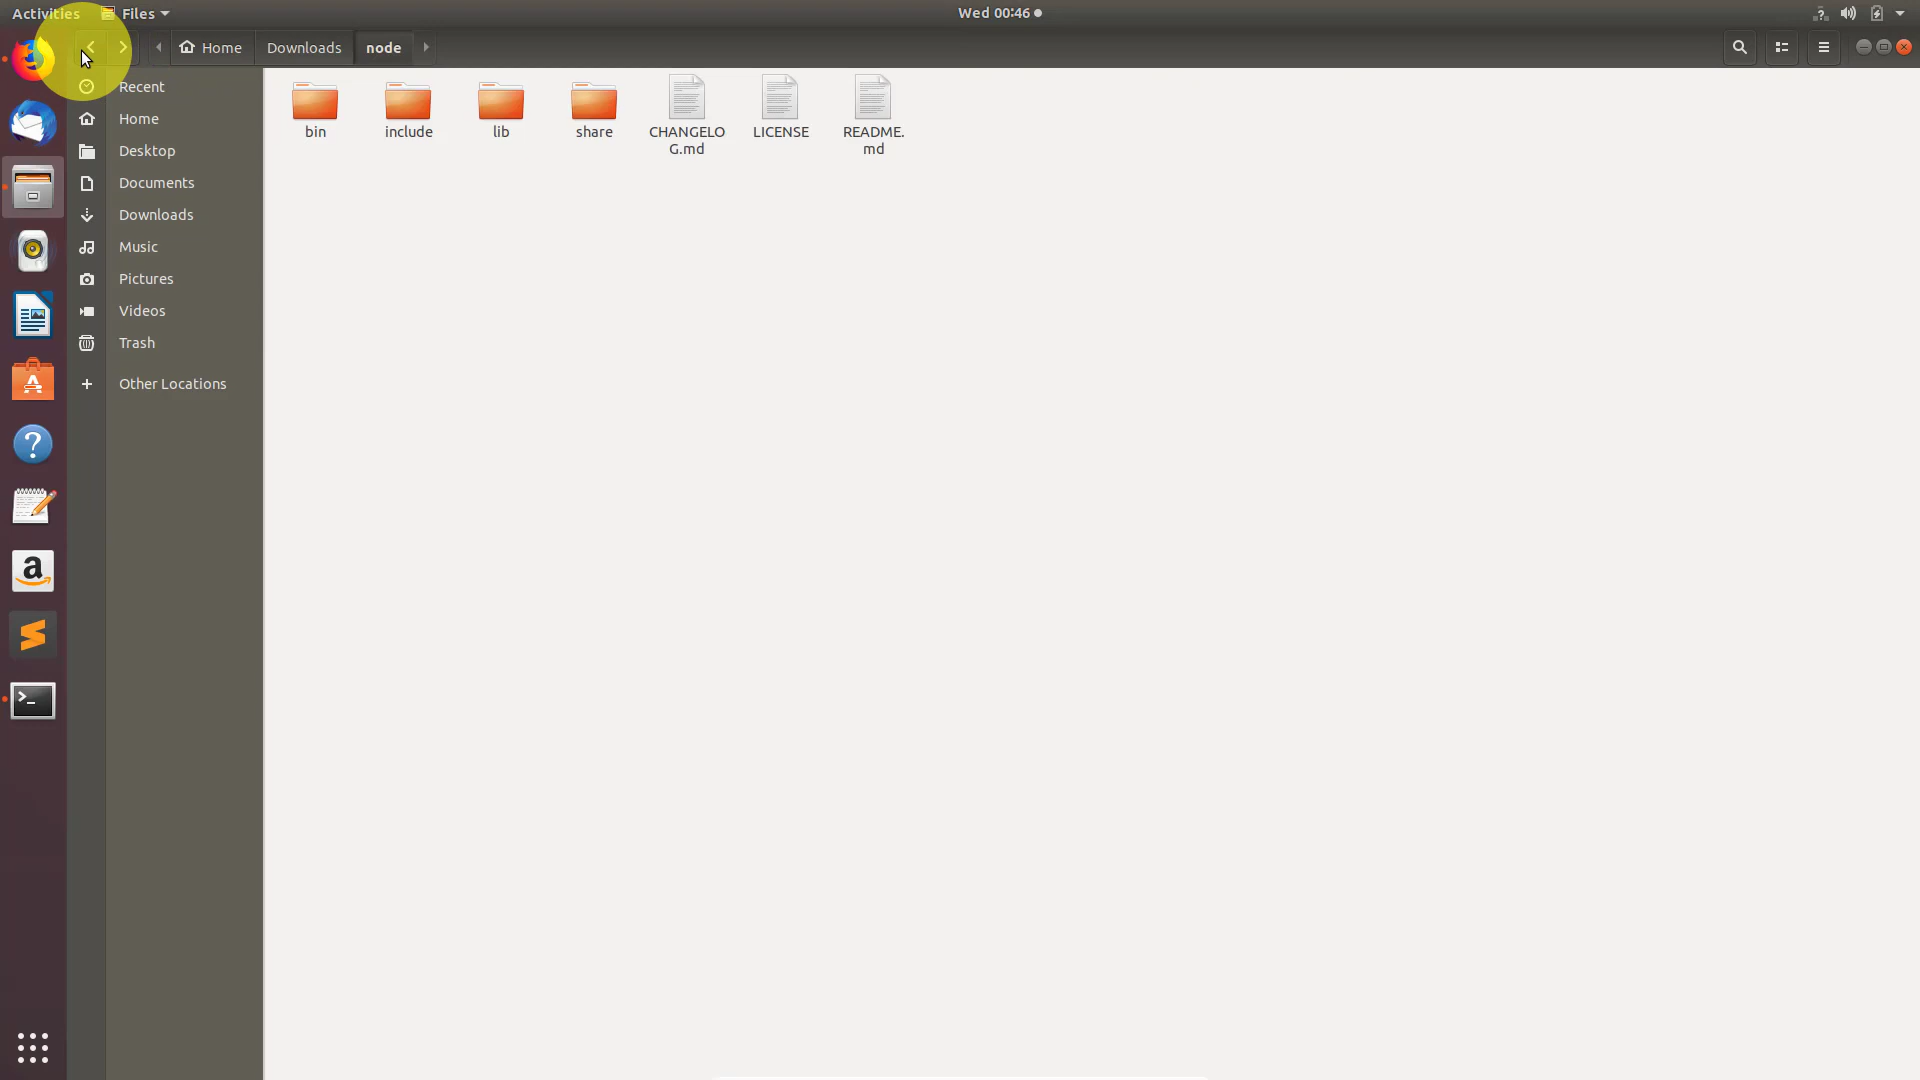 Activities
Files
Wed 00:46
Home
Downloads
node
Recent
Home
Desktop
Documents
Downloads
Music
Pictures
Videos
Trash
Other Locations
bin
include
lib
share
CHANGELO
G.md
LICENSE
README.
md